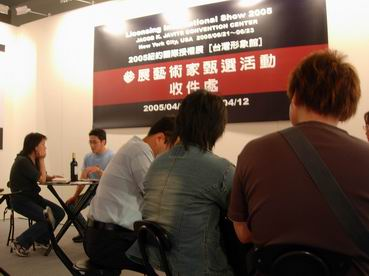 Licensing International Show 2005
JACOB K. JAVITS CONVENTION CENTER
New York City, USA 2005/06/21～06/23
2005紐約國際授權展［台灣形象館］
參展藝術家甄選活動
收件處
2005/04/
04/12